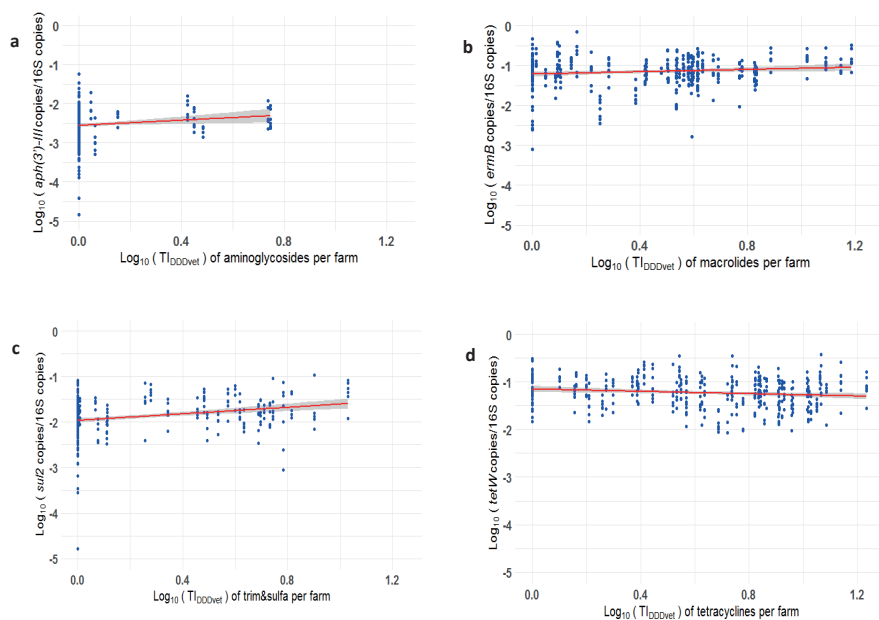 a
0
-1
-2
-3
-4
-5
Log10 ( aph(3')-III copies/16S copies)
0.0 0.4 0.8 1.2
Log10 ( TIDDDvet ) of aminoglycosides per farm
b
0
-1
-2
-3
-4
-5
Log10 ( ermB copies/16S copies)
0.0 0.4 0.8 1.2
Log10 ( TIDDDvet ) of macrolides per farm
c
0
-1
-2
-3
-4
-5
Log10 ( sul2 copies/16S copies)
0.0 0.4 0.8 1.2
Log10 ( TIDDDvet ) of trim&sulfa per farm
d
0
-1
-2
-3
-4
-5
Log10 ( tetW copies/16S copies)
0.0 0.4 0.8 1.2
Log10 ( TIDDDvet ) of tetracyclines per farm